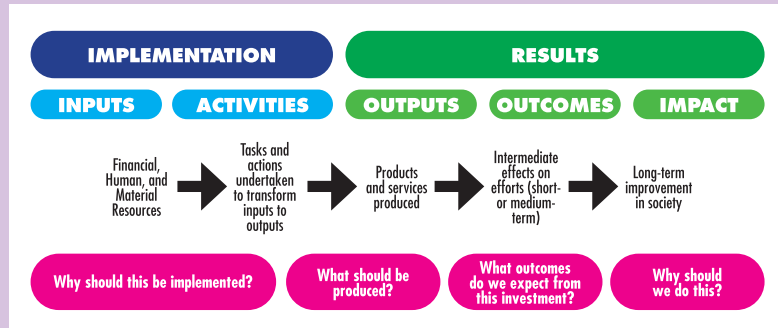 IMPLEMENTATION
RESULTS
INPUTS
ACTIVITIES
OUTPUTS
OUTCOMES
IMPACT
Financial,
Human, and
Material
Resources
Tasks and
actions
undertaken
to transform
inputs to
outputs
Products
and services
produced
Intermediate
effects on
efforts (short-
or medium-
term)
Long-term
improvement
in society
Why should this be implemented?
What should be
produced?
What outcomes
do we expect from
this investment?
Why should
we do this?